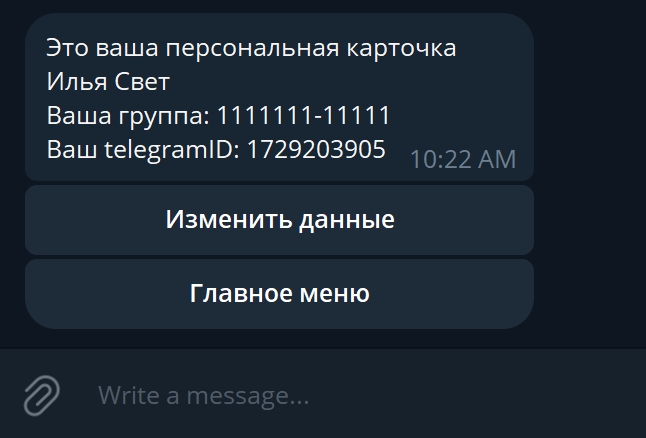 Это ваша персональная карточка
Илья Свет
Ваша группа: 1111111-11111
Ваш telegramID: 1729203905
10:22 AM
Изменить данные
Главное меню
Write a message...